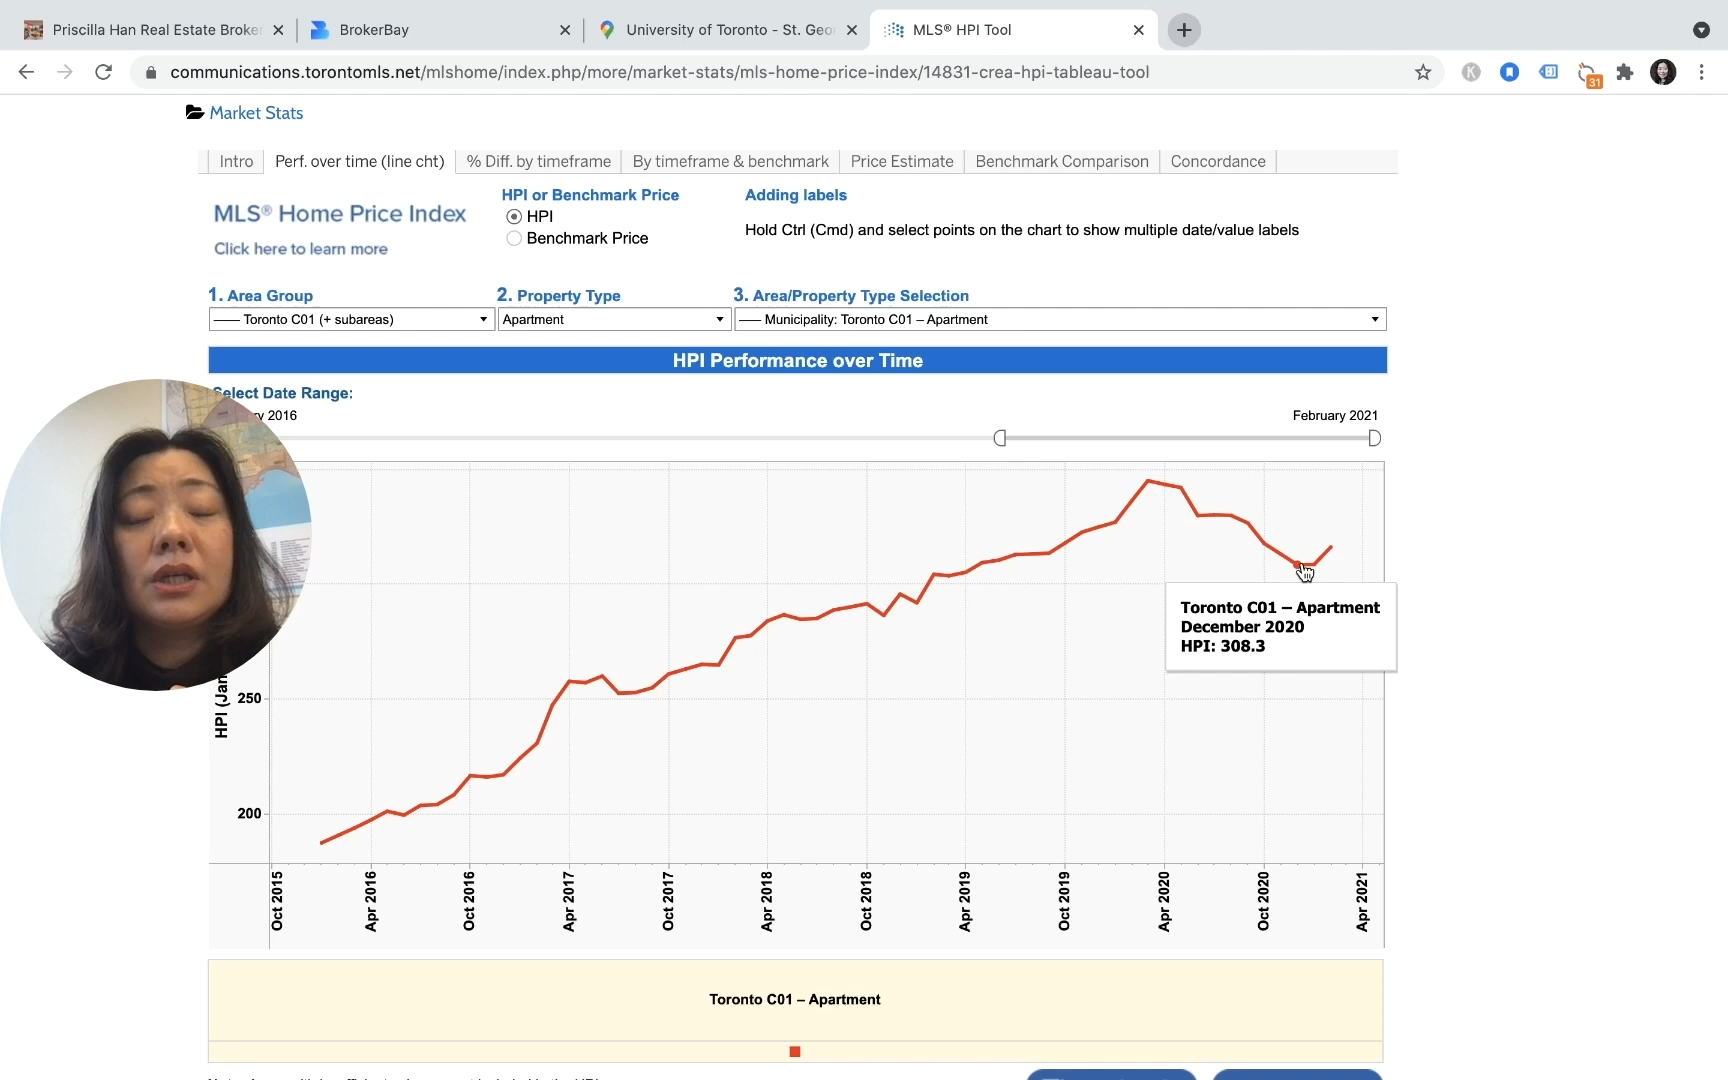 Priscilla Han Real Estate Broker
BrokerBay
University of Toronto - St. Geor
MLS® HPI Tool
communications.torontomls.net/mlshome/index.php/more/market-stats/mls-home-price-index/14831-crea-hpi-tableau-tool
K
31
Market Stats
Intro
Perf. over time (line cht)
% Diff. by timeframe
By timeframe & benchmark
Price Estimate
Benchmark Comparison
Concordance
MLS® Home Price Index
Click here to learn more
HPI or Benchmark Price
HPI
Benchmark Price
Adding labels
Hold Ctrl (Cmd) and select points on the chart to show multiple date/value labels
1. Area Group
2. Property Type
3. Area/Property Type Selection
—— Toronto C01 (+ subareas)
Apartment
—— Municipality: Toronto C01 – Apartment
HPI Performance over Time
Select Date Range:
ry 2016
February 2021
Toronto C01 – Apartment
December 2020
HPI: 308.3
HPI (Jan
250
200
Oct 2015
Apr 2016
Oct 2016
Apr 2017
Oct 2017
Apr 2018
Oct 2018
Apr 2019
Oct 2019
Apr 2020
Oct 2020
Apr 2021
Toronto C01 – Apartment